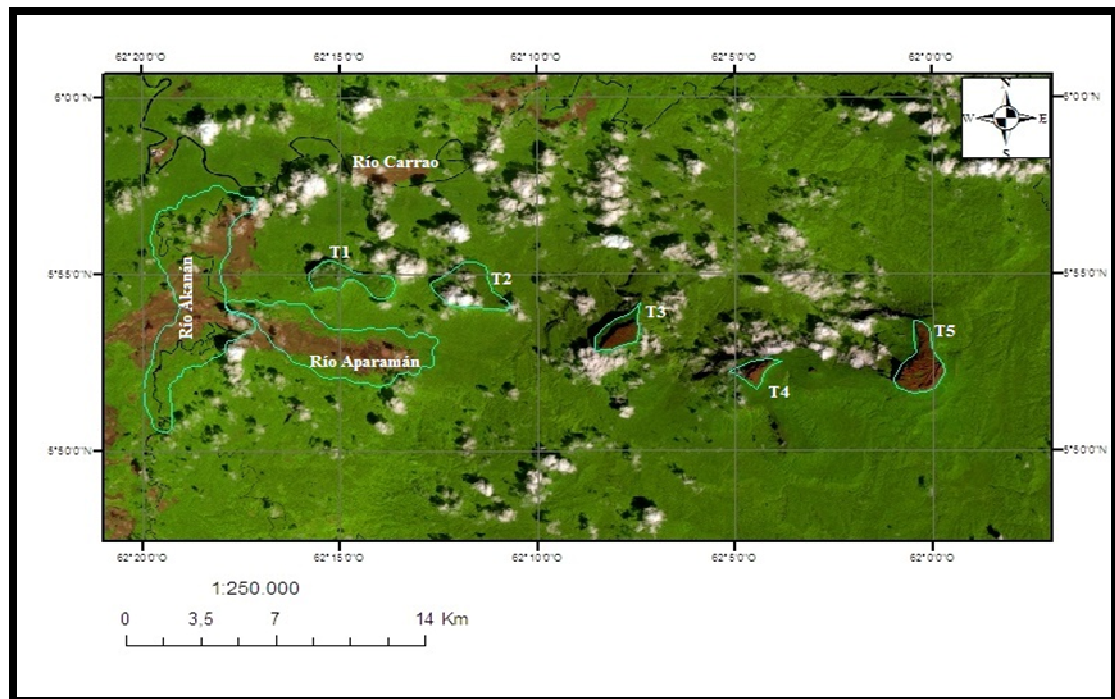 62°20'0"O 62°15'0"O 62°10'0"O 62°5'0"O 62°0'0"O
6°0'0"N 6°0'0"N
N
W E
S
Río Carrao
T1
5°55'0"N 5°55'0"N
T2
Río Akanán
T3
T5
Río Aparamán
T4
5°50'0"N 5°50'0"N
62°20'0"O 62°15'0"O 62°10'0"O 62°5'0"O 62°0'0"O
1:250.000
0 3,5 7 14 Km